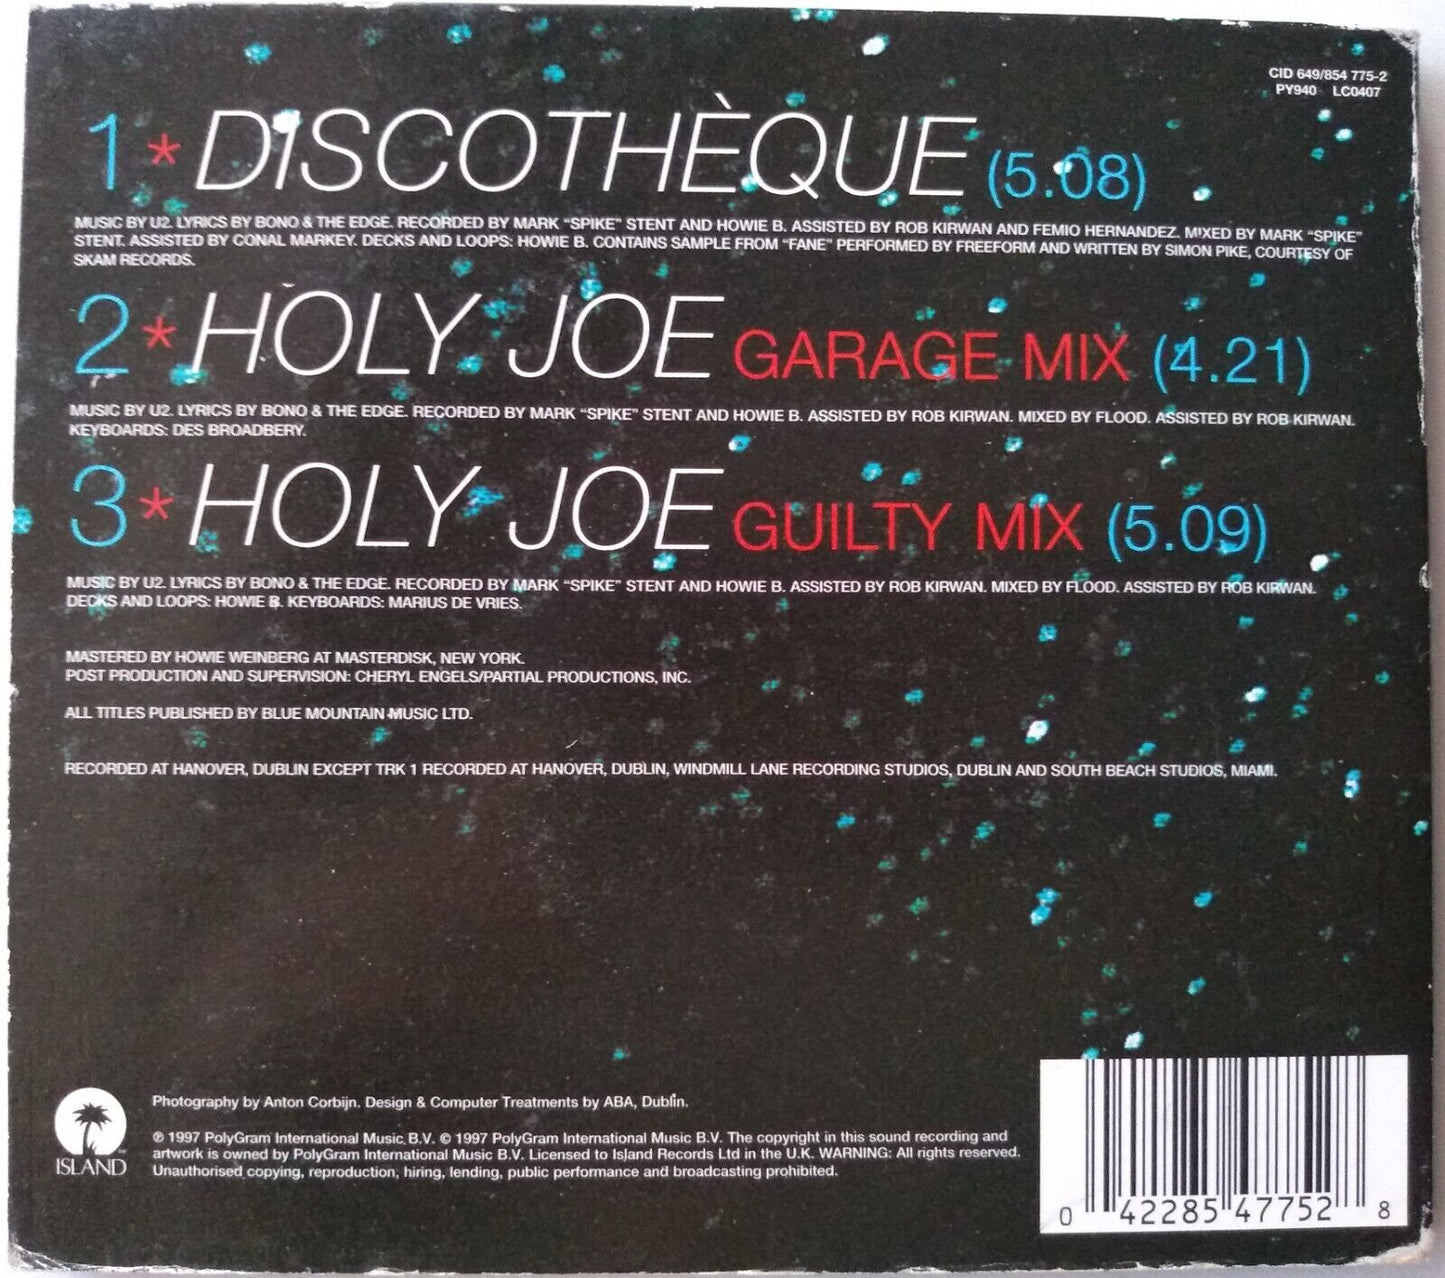 CID 649/854 775-2
PY940 LC0407
1*DISCOTHÈQUE (5.08)
MUSIC BY U2. LYRICS BY BONO & THE EDGE. RECORDED BY MARK “SPIKE” STENT AND HOWIE B. ASSISTED BY ROB KIRWAN AND FEMIO HERNANDEZ. MIXED BY MARK “SPIKE”
STENT. ASSISTED BY CONAL MARKEY. DECKS AND LOOPS: HOWIE B. CONTAINS SAMPLE FROM “FANE” PERFORMED BY FREEFORM AND WRITTEN BY SIMON PIKE, COURTESY OF
SKAM RECORDS.
2*HOLY JOE GARAGE MIX (4.21)
MUSIC BY U2. LYRICS BY BONO & THE EDGE. RECORDED BY MARK “SPIKE” STENT AND HOWIE B. ASSISTED BY ROB KIRWAN. MIXED BY FLOOD. ASSISTED BY ROB KIRWAN.
KEYBOARDS: DES BROADBERY.
3*HOLY JOE GUILTY MIX (5.09)
MUSIC BY U2. LYRICS BY BONO & THE EDGE. RECORDED BY MARK “SPIKE” STENT AND HOWIE B. ASSISTED BY ROB KIRWAN. MIXED BY FLOOD. ASSISTED BY ROB KIRWAN.
DECKS AND LOOPS: HOWIE B. KEYBOARDS: MARIUS DE VRIES.
MASTERED BY HOWIE WEINBERG AT MASTERDISK, NEW YORK.
POST PRODUCTION AND SUPERVISION: CHERYL ENGELS/PARTIAL PRODUCTIONS, INC.
ALL TITLES PUBLISHED BY BLUE MOUNTAIN MUSIC LTD.
RECORDED AT HANOVER, DUBLIN EXCEPT TRK 1 RECORDED AT HANOVER, DUBLIN, WINDMILL LANE RECORDING STUDIOS, DUBLIN AND SOUTH BEACH STUDIOS, MIAMI.
Photography by Anton Corbijn. Design & Computer Treatments by ABA, Dublin.
℗ 1997 PolyGram International Music B.V. © 1997 PolyGram International Music B.V. The copyright in this sound recording and
artwork is owned by PolyGram International Music B.V. Licensed to Island Records Ltd in the U.K. WARNING: All rights reserved.
Unauthorised copying, reproduction, hiring, lending, public performance and broadcasting prohibited.
ISLAND™
0 42285 47752 8